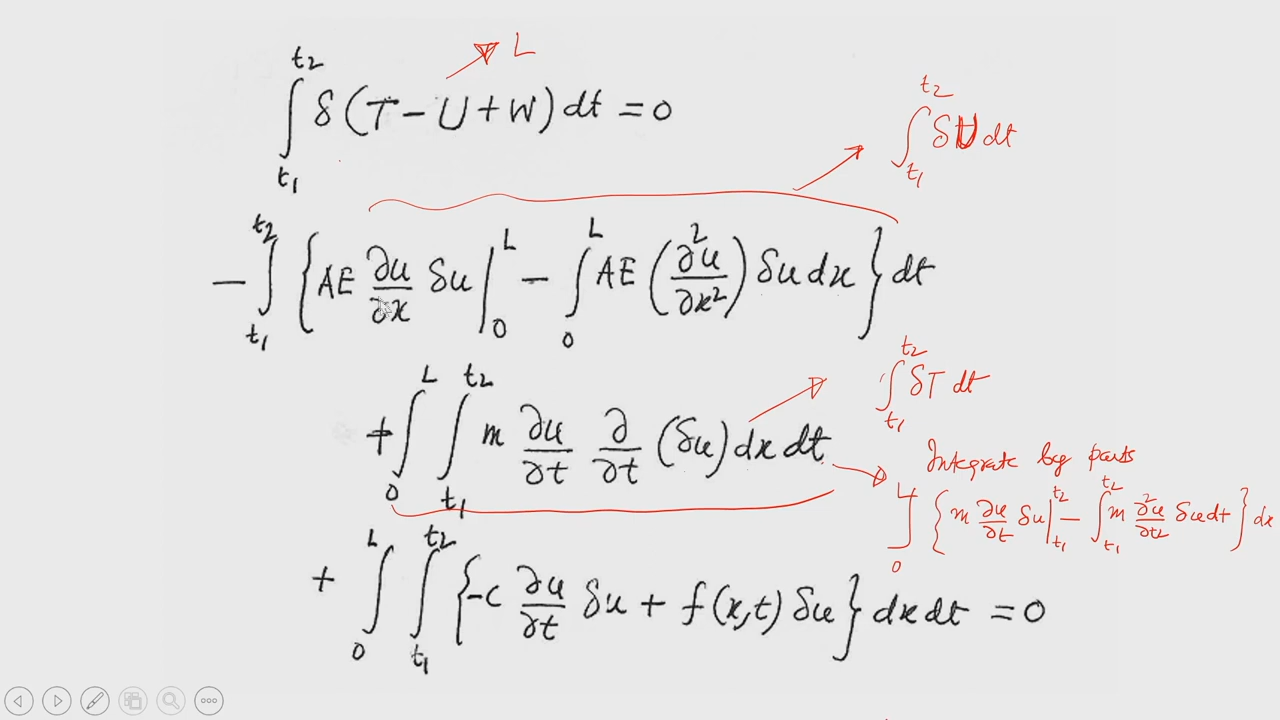 ∫_{t₁}^{t₂} δ(T − U + W) dt = 0
L
∫_{t₁}^{t₂} δU dt
− ∫_{t₁}^{t₂} { AE ∂u/∂x δu |_0^L − ∫_0^L AE (∂²u/∂x²) δu dx } dt
∫_{t₁}^{t₂} δT dt
+ ∫_0^L ∫_{t₁}^{t₂} m ∂u/∂t ∂/∂t (δu) dx dt
Integrate by parts
∫_0^L { m ∂u/∂t δu |_{t₁}^{t₂} − ∫_{t₁}^{t₂} m ∂²u/∂t² δu dt } dx
+ ∫_0^L ∫_{t₁}^{t₂} { −c ∂u/∂t δu + f(x,t) δu } dx dt = 0